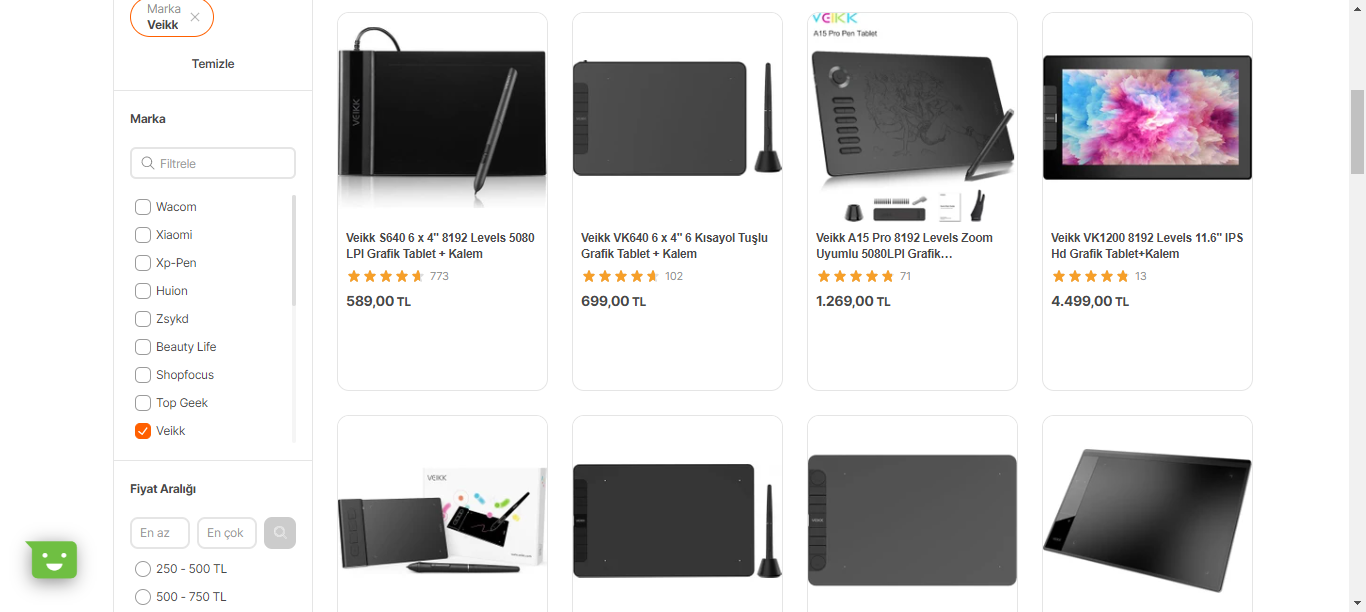 Marka
Veikk
Temizle
Marka
Filtrele
Wacom
Xiaomi
Xp-Pen
Huion
Zsykd
Beauty Life
Shopfocus
Top Geek
Veikk
Fiyat Aralığı
En az
En çok
250 - 500 TL
500 - 750 TL
VEIKK
Veikk S640 6 x 4" 8192 Levels 5080
LPI Grafik Tablet + Kalem
773
589,00 TL
Veikk VK640 6 x 4" 6 Kısayol Tuşlu
Grafik Tablet + Kalem
102
699,00 TL
VEIKK
A15 Pro Pen Tablet
Veikk A15 Pro 8192 Levels Zoom
Uyumlu 5080LPI Grafik...
71
1.269,00 TL
Veikk VK1200 8192 Levels 11.6" IPS
Hd Grafik Tablet+Kalem
13
4.499,00 TL
VEIKK